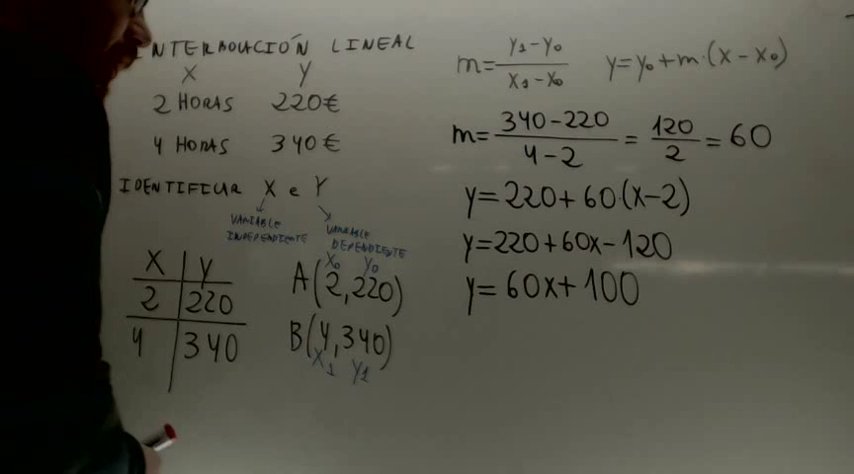 INTERPOLACIÓN LINEAL
X Y
2 HORAS 220€
4 HORAS 340€
IDENTIFICAR X e Y
VARIABLE INDEPENDIENTE
VARIABLE DEPENDIENTE
X Y
2 220
4 340
X₀ Y₀
A(2,220)
B(4,340)
X₁ Y₁
m = (Y₁-Y₀)/(X₁-X₀) y=y₀+m·(x-x₀)
m = (340-220)/(4-2) = 120/2 = 60
y=220+60·(x-2)
y=220+60x-120
y=60x+100